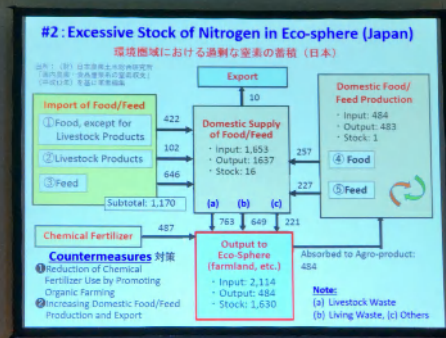 #2: Excessive Stock of Nitrogen in Eco-sphere (Japan)
環境圏域における過剰な窒素の蓄積（日本）
Export
10
Import of Food/Feed
①Food, except for
Livestock Products
②Livestock Products
③Feed
Subtotal: 1,170
422
102
646
Domestic Supply
of Food/Feed
・Input: 1,653
・Output: 1637
・Stock: 16
(a) (b) (c)
257
227
Domestic Food/
Feed Production
・Input: 484
・Output: 483
・Stock: 1
④ Food
⑤Feed
763 649 221
Chemical Fertilizer
487
Output to
Eco-Sphere
(farmland, etc.)
・Input: 2,114
・Output: 484
・Stock: 1,630
Absorbed to Agro-product:
484
Countermeasures 対策
❶Reduction of Chemical
Fertilizer Use by Promoting
Organic Farming
❷Increasing Domestic Food/Feed
Production and Export
Note:
(a) Livestock Waste
(b) Living Waste, (c) Others